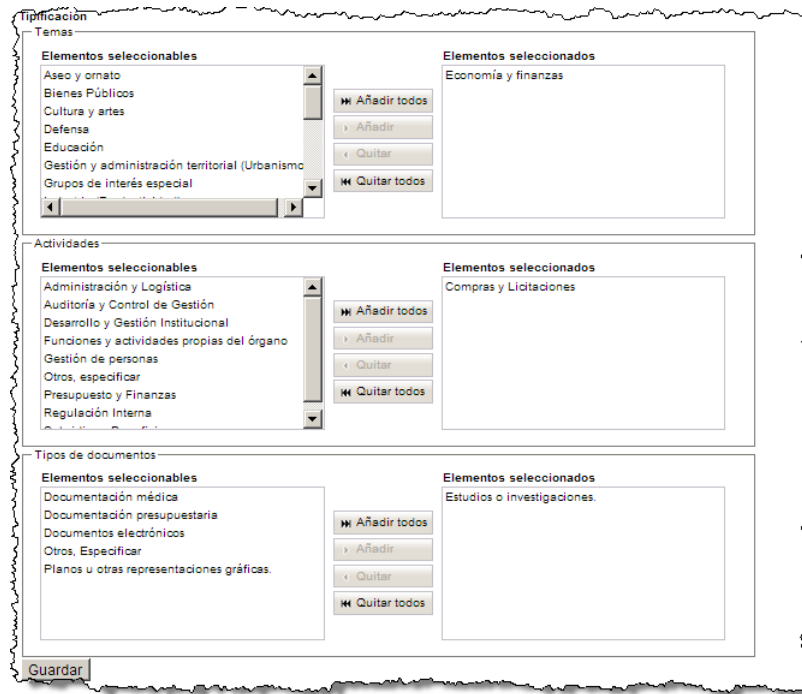 Tipificación
Temas
Elementos seleccionables
Elementos seleccionados
Aseo y ornato
Bienes Públicos
Cultura y artes
Defensa
Educación
Gestión y administración territorial (Urbanismo
Grupos de interés especial
Economía y finanzas
Añadir todos
Añadir
Quitar
Quitar todos
Actividades
Elementos seleccionables
Elementos seleccionados
Administración y Logística
Auditoría y Control de Gestión
Desarrollo y Gestión Institucional
Funciones y actividades propias del órgano
Gestión de personas
Otros, especificar
Presupuesto y Finanzas
Regulación Interna
Compras y Licitaciones
Añadir todos
Añadir
Quitar
Quitar todos
Tipos de documentos
Elementos seleccionables
Elementos seleccionados
Documentación médica
Documentación presupuestaria
Documentos electrónicos
Otros, Especificar
Planos u otras representaciones gráficas.
Estudios o investigaciones.
Añadir todos
Añadir
Quitar
Quitar todos
Guardar